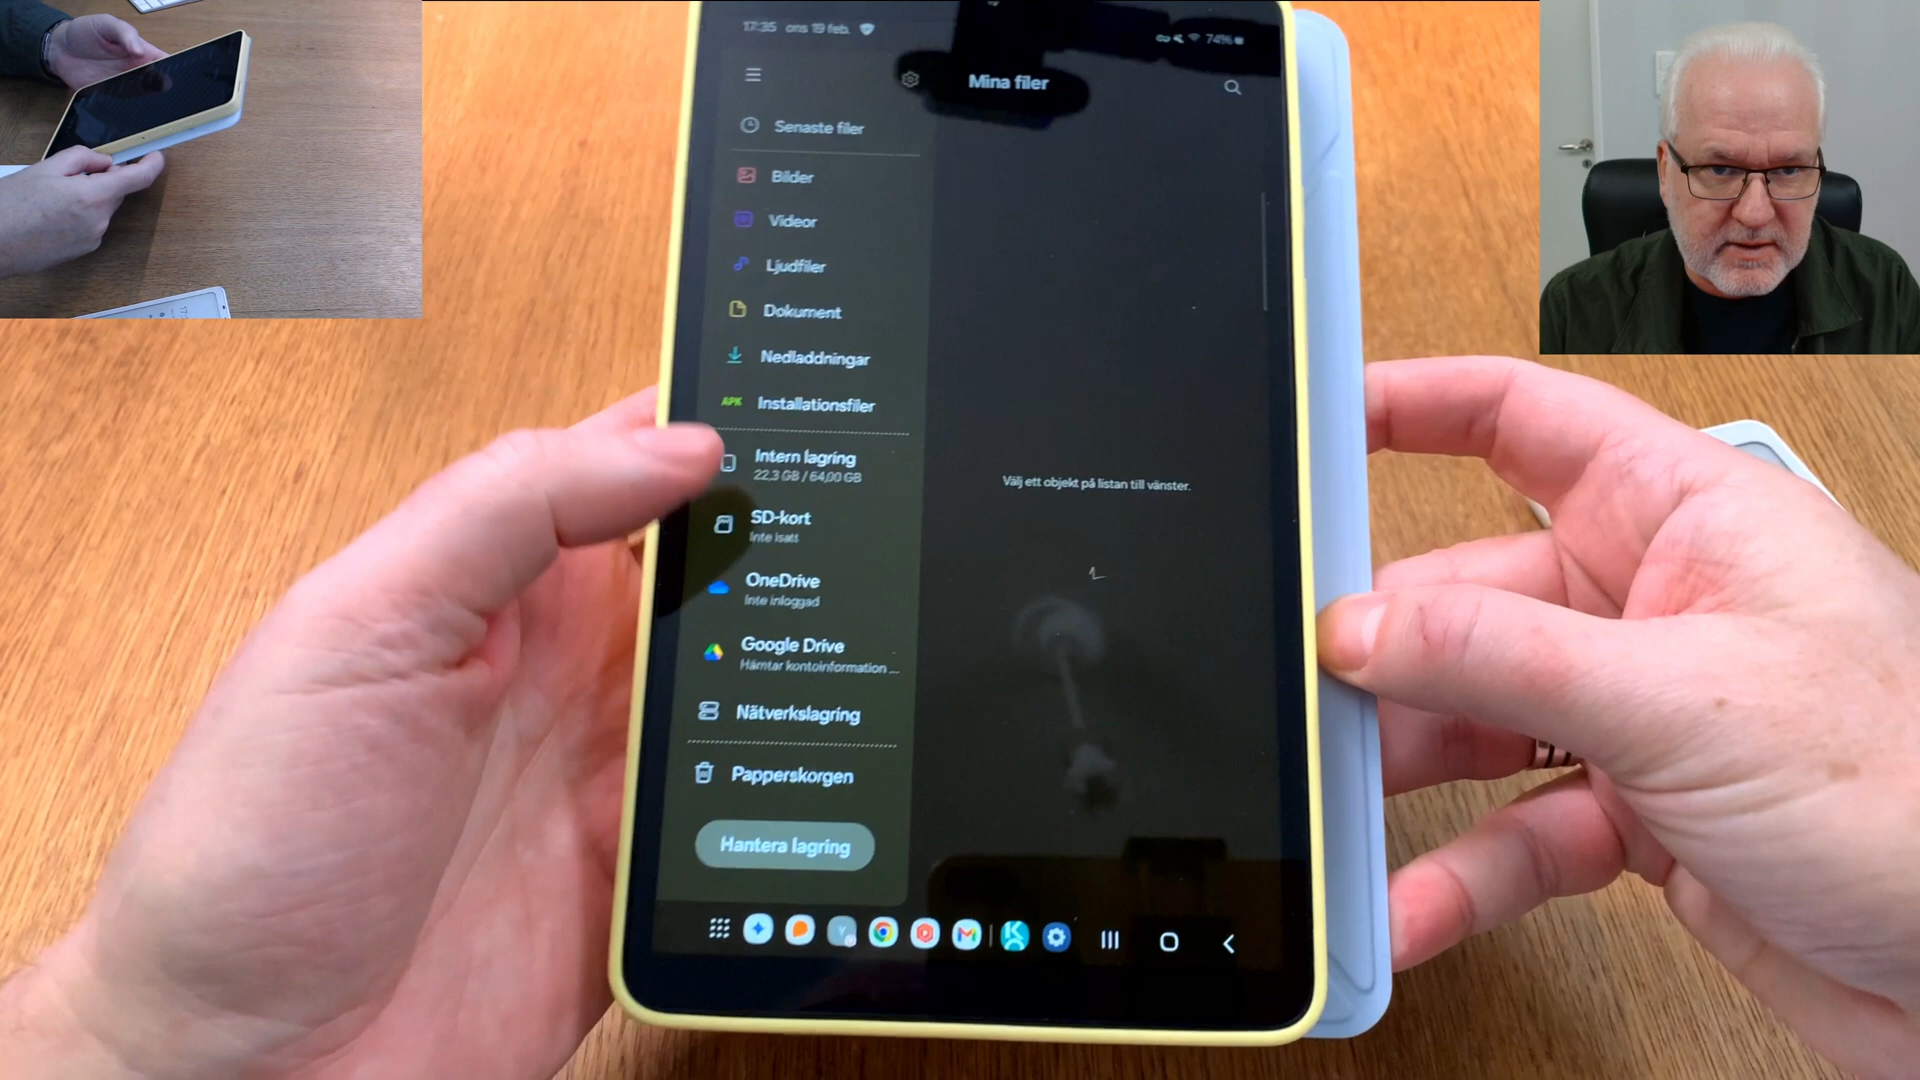 17:35 ons 19 feb.
74%
Mina filer
Senaste filer
Bilder
Videor
Ljudfiler
Dokument
Nedladdningar
APK Installationsfiler
Intern lagring
22,3 GB / 64,00 GB
SD-kort
Inte isatt
OneDrive
Inte inloggad
Google Drive
Hämtar kontoinformation ...
Nätverkslagring
Papperskorgen
Hantera lagring
Välj ett objekt på listan till vänster.